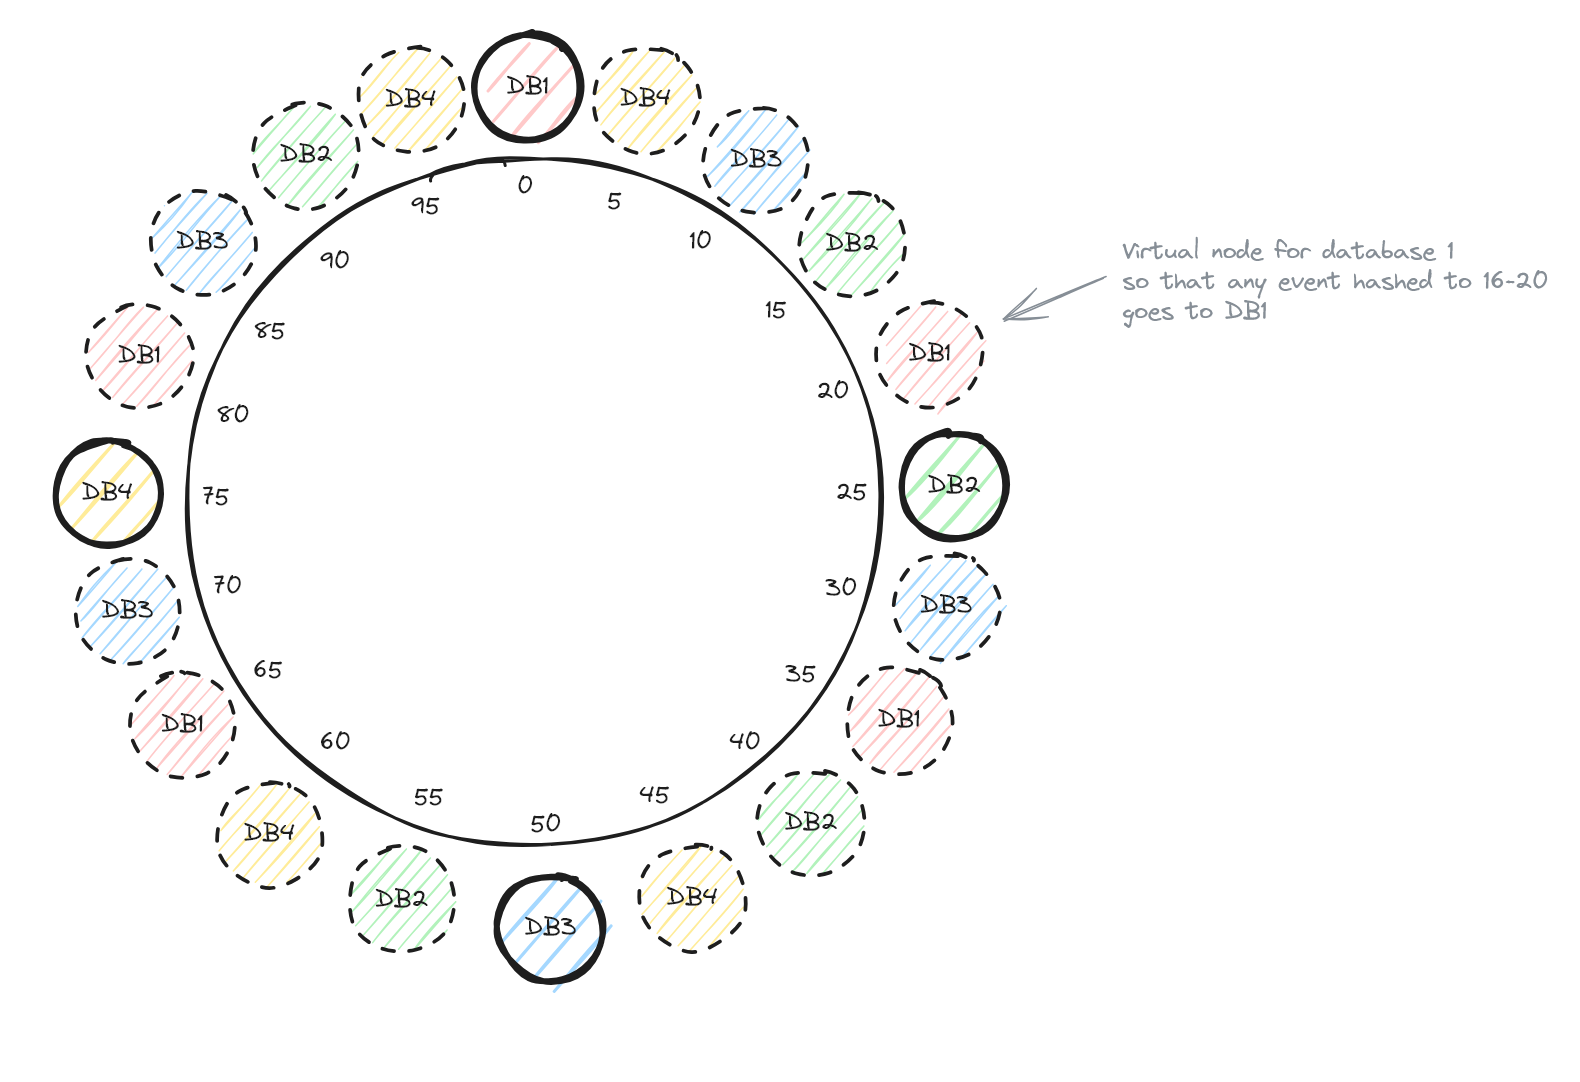 DB1
DB4
DB4
DB3
DB2
DB2
DB3
DB1
DB1
DB4
DB2
DB3
DB3
DB1
DB1
DB4
DB2
DB2
DB3
DB4
0
5
10
15
20
25
30
35
40
45
50
55
60
65
70
75
80
85
90
95
Virtual node for database 1
so that any event hashed to 16-20
goes to DB1